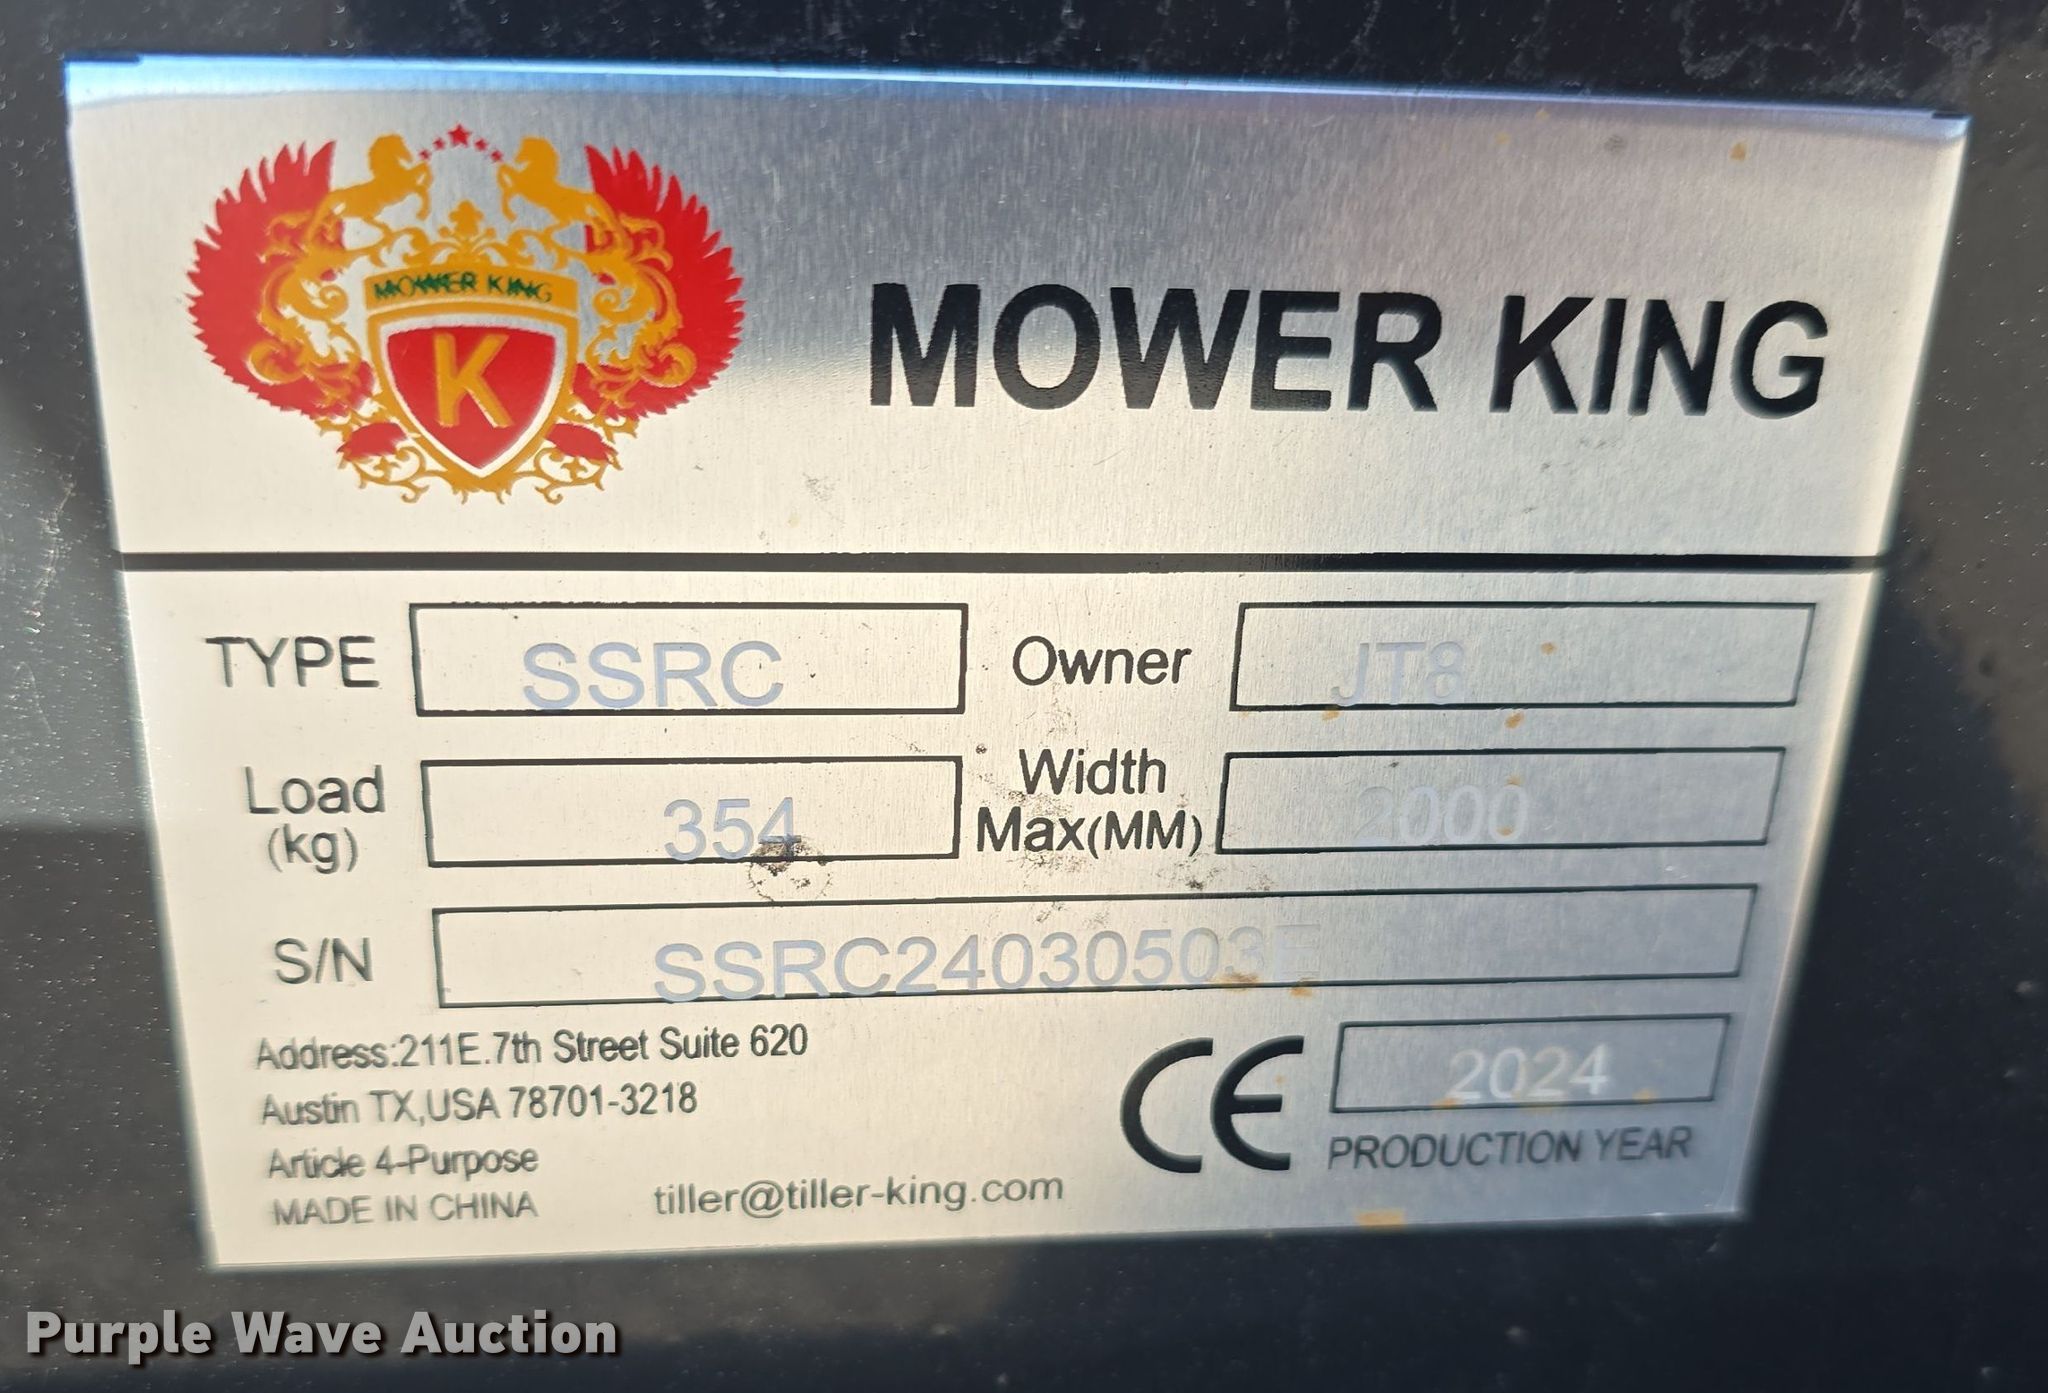 MOWER KING
K
MOWER KING
TYPE SSRC Owner JT8
Load (kg) 354 Width Max(MM) 2000
S/N SSRC24030503E
Address:211E.7th Street Suite 620
Austin TX,USA 78701-3218
Article 4-Purpose
MADE IN CHINA
tiller@tiller-king.com
CE
2024
PRODUCTION YEAR
Purple Wave Auction